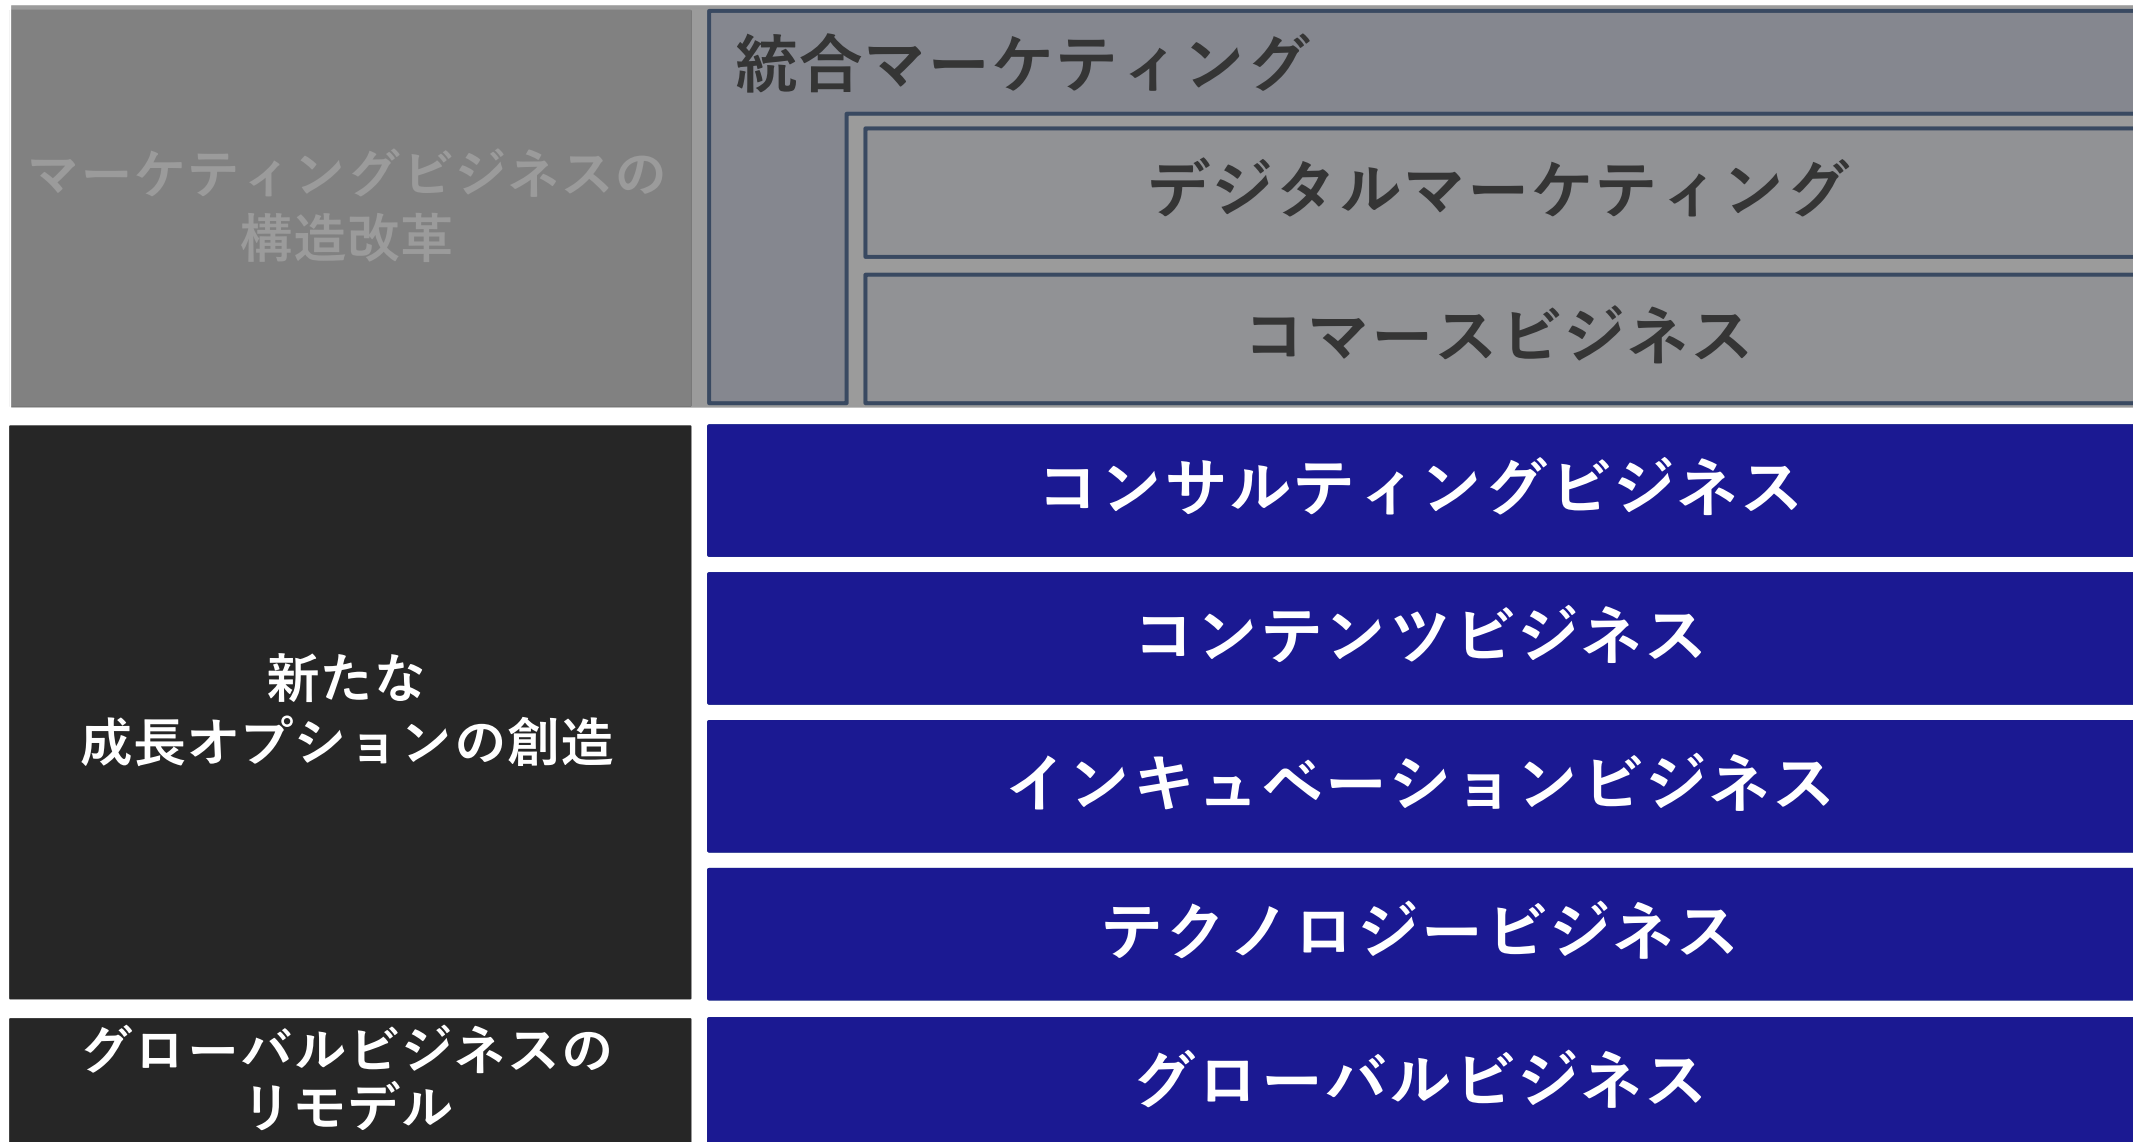 マーケティングビジネスの
構造改革
統合マーケティング
デジタルマーケティング
コマースビジネス
新たな
成長オプションの創造
コンサルティングビジネス
コンテンツビジネス
インキュベーションビジネス
テクノロジービジネス
グローバルビジネスの
リモデル
グローバルビジネス